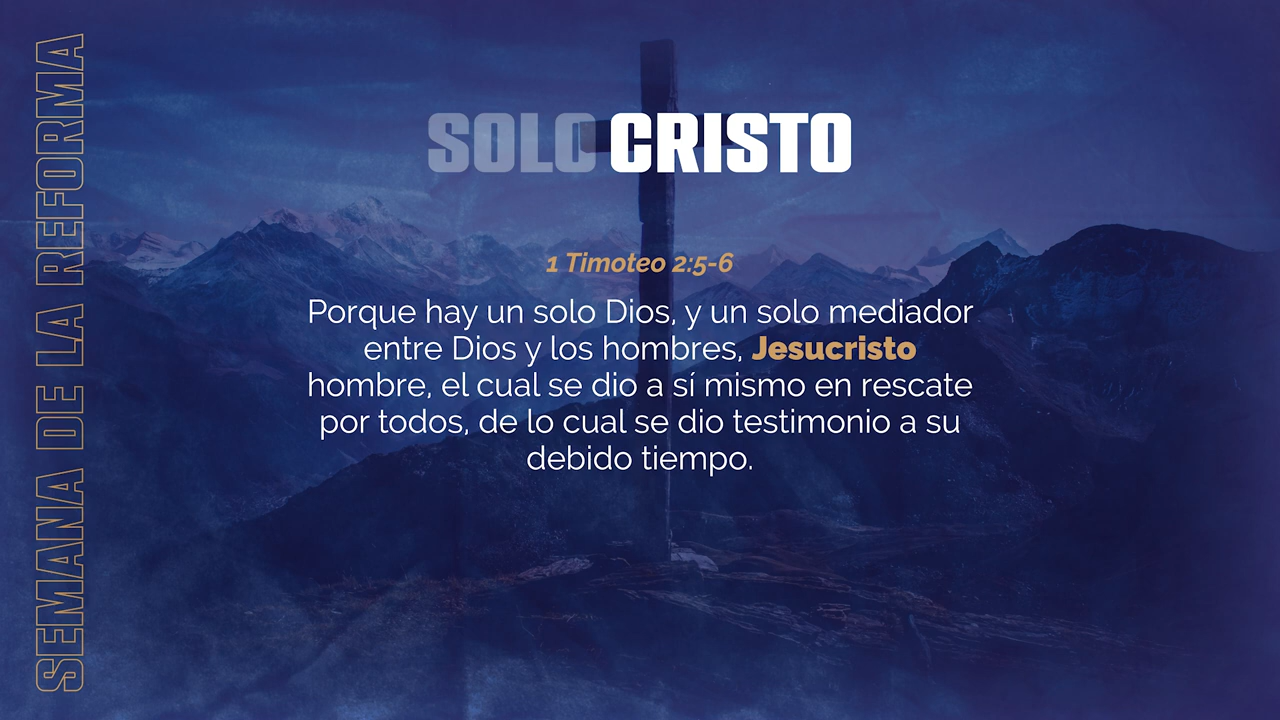 SEMANA DE LA REFORMA
SOLO CRISTO
1 Timoteo 2:5-6
Porque hay un solo Dios, y un solo mediador
entre Dios y los hombres, Jesucristo
hombre, el cual se dio a sí mismo en rescate
por todos, de lo cual se dio testimonio a su
debido tiempo.